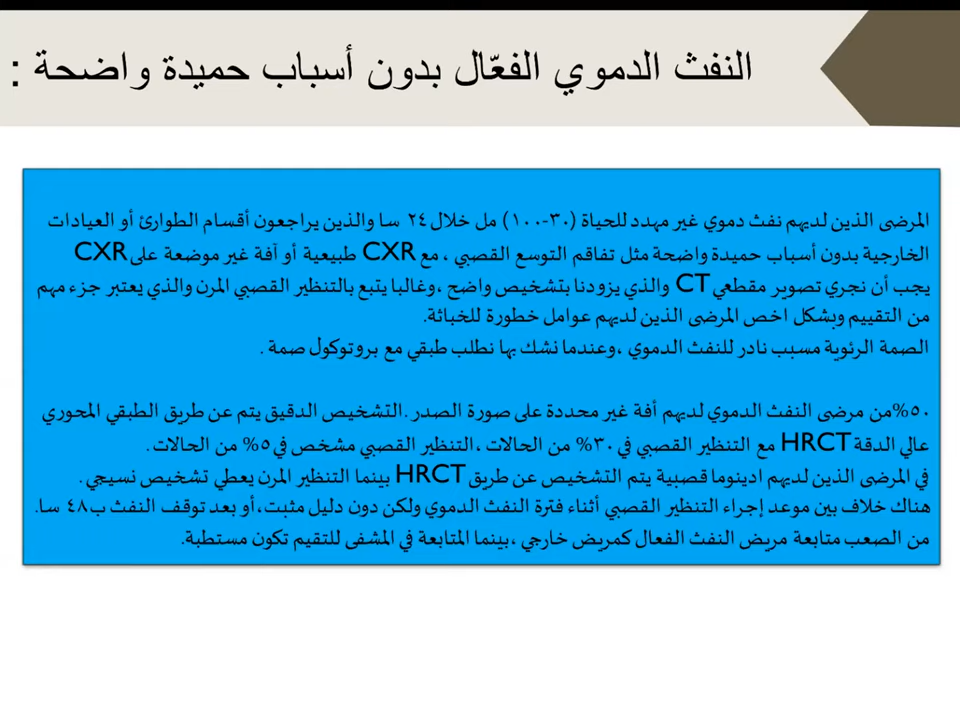 النفث الدموي الفعّال بدون أسباب حميدة واضحة :
المرضى الذين لديهم نفث دموي غير مهدد للحياة (٣٠-١٠٠) مل خلال ٢٤ سا والذين يراجعون أقسام الطوارئ أو العيادات
الخارجية بدون أسباب حميدة واضحة مثل تفاقم التوسع القصبي ، مع CXR طبيعية أو آفة غير موضعة على CXR
يجب أن نجري تصوير مقطعي CT والذي يزودنا بتشخيص واضح ،وغالبا يتبع بالتنظير القصبي المرن والذي يعتبر جزء مهم
من التقييم وبشكل اخص المرضى الذين لديهم عوامل خطورة للخباثة.
الصمة الرئوية مسبب نادر للنفث الدموي ،وعندما نشك بها نطلب طبقي مع بروتوكول صمة .
٥٠%من مرضى النفث الدموي لديهم أفة غير محددة على صورة الصدر .التشخيص الدقيق يتم عن طريق الطبقي المحوري
عالي الدقة HRCT مع التنظير القصبي في ٣٠% من الحالات ،التنظير القصبي مشخص في ٥% من الحالات.
في المرضى الذين لديهم ادينوما قصبية يتم التشخيص عن طريق HRCT بينما التنظير المرن يعطي تشخيص نسيجي .
هناك خلاف بين موعد إجراء التنظير القصبي أثناء فترة النفث الدموي ولكن دون دليل مثبت،أو بعد توقف النفث ب٤٨ سا.
من الصعب متابعة مريض النفث الفعال كمريض خارجي ،بينما المتابعة في المشفى للتقيم تكون مستطبة.